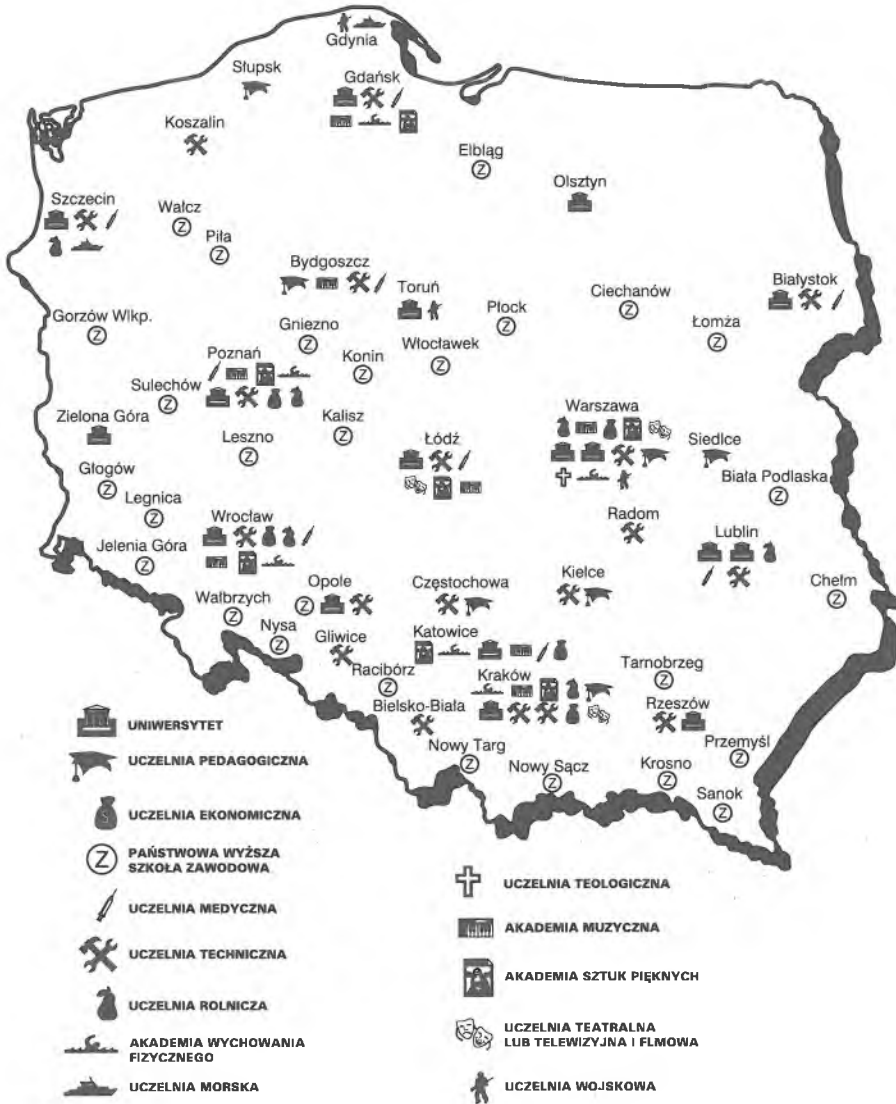 Gdynia
Słupsk
Gdańsk
Koszalin
Elbląg
Olsztyn
Szczecin
Wałcz
Piła
Bydgoszcz
Toruń
Płock
Ciechanów
Białystok
Łomża
Gorzów Wlkp.
Gniezno
Włocławek
Konin
Poznań
Sulechów
Zielona Góra
Leszno
Kalisz
Łódź
Warszawa
Siedlce
Biała Podlaska
Głogów
Legnica
Wrocław
Radom
Lublin
Jelenia Góra
Opole
Częstochowa
Kielce
Chełm
Wałbrzych
Nysa
Gliwice
Katowice
Racibórz
Kraków
Tarnobrzeg
Bielsko-Biała
Rzeszów
Nowy Targ
Nowy Sącz
Krosno
Przemyśl
Sanok
UNIWERSYTET
UCZELNIA PEDAGOGICZNA
UCZELNIA EKONOMICZNA
Z PAŃSTWOWA WYŻSZA
SZKOŁA ZAWODOWA
UCZELNIA MEDYCZNA
UCZELNIA TECHNICZNA
UCZELNIA ROLNICZA
AKADEMIA WYCHOWANIA
FIZYCZNEGO
UCZELNIA MORSKA
UCZELNIA TEOLOGICZNA
AKADEMIA MUZYCZNA
AKADEMIA SZTUK PIĘKNYCH
UCZELNIA TEATRALNA
LUB TELEWIZYJNA I FLMOWA
UCZELNIA WOJSKOWA